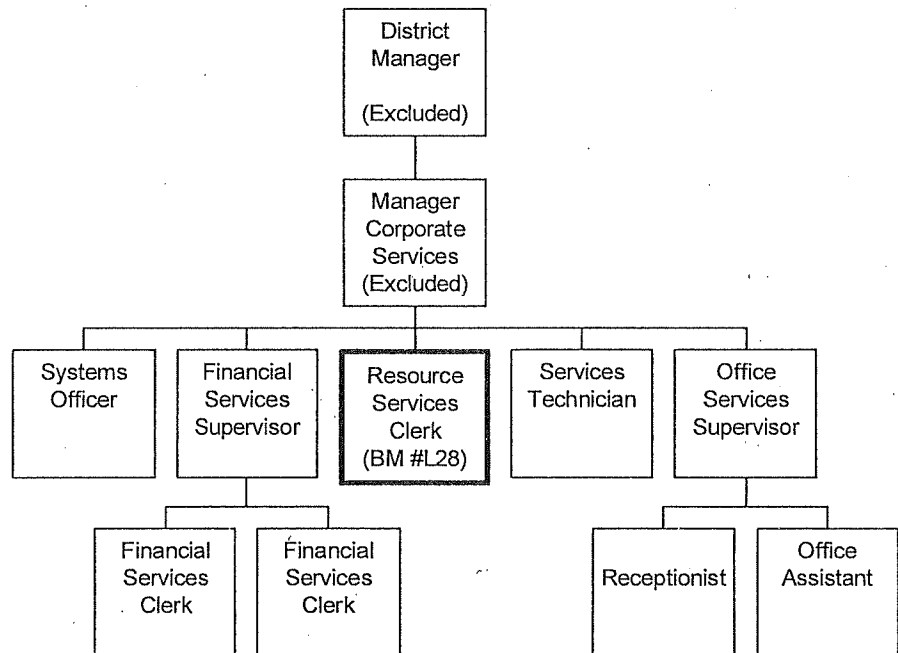 District
Manager
(Excluded)
Manager
Corporate
Services
(Excluded)
Systems
Officer
Financial
Services
Supervisor
Resource
Services
Clerk
(BM #L28)
Services
Technician
Office
Services
Supervisor
Financial
Services
Clerk
Financial
Services
Clerk
Receptionist
Office
Assistant